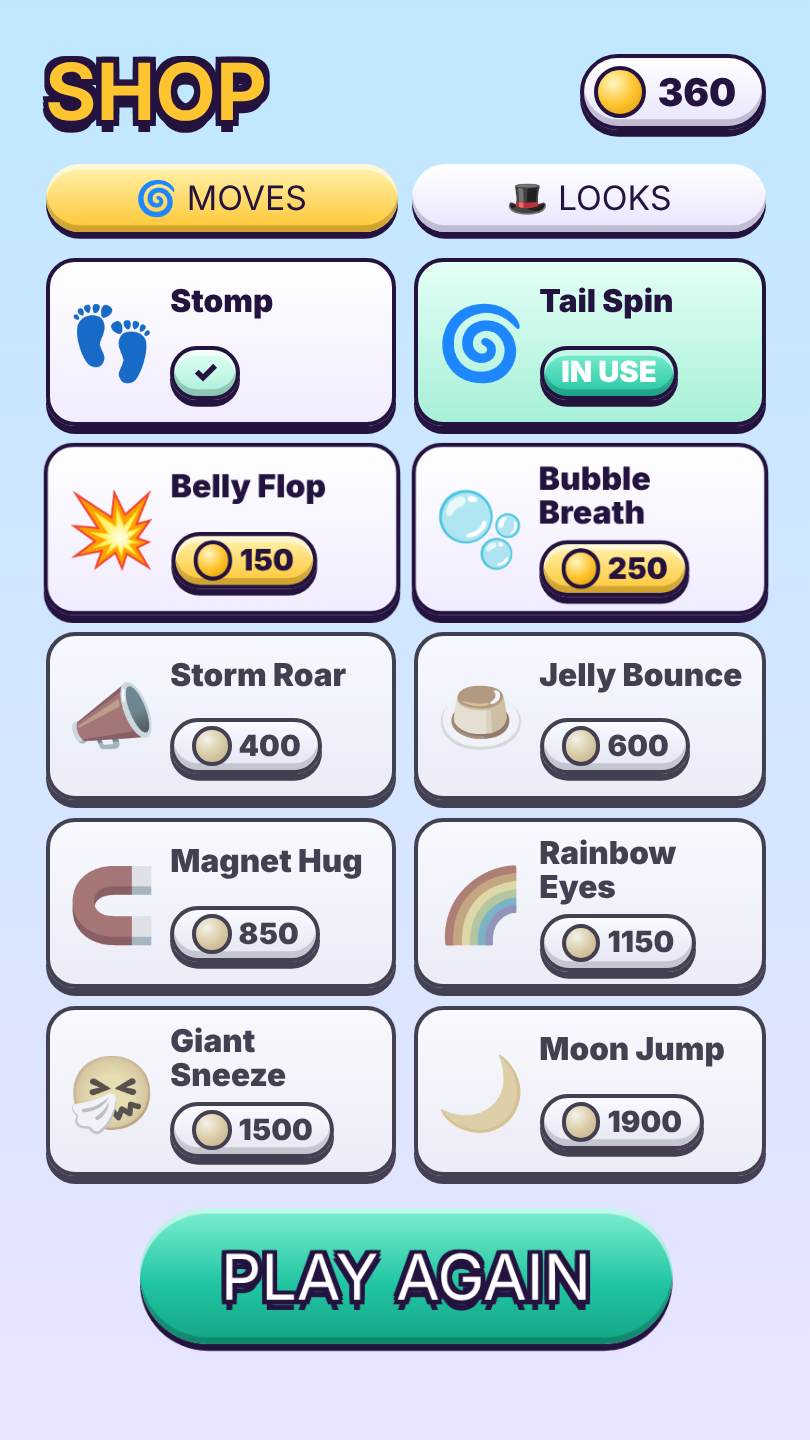 SHOP
360
MOVES
LOOKS
Stomp
Tail Spin
IN USE
Belly Flop
150
Bubble
Breath
250
Storm Roar
400
Jelly Bounce
600
Magnet Hug
850
Rainbow
Eyes
1150
Giant
Sneeze
1500
Moon Jump
1900
PLAY AGAIN